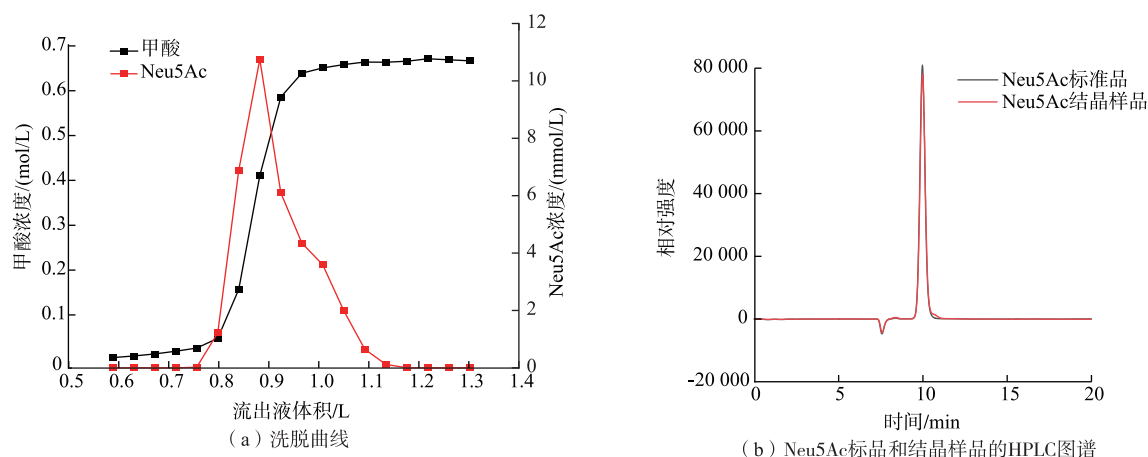 甲酸
Neu5Ac
0.7
0.6
0.5
0.4
0.3
0.2
0.1
0
甲酸浓度/(mol/L)
12
10
8
6
4
2
0
Neu5Ac浓度/(mmol/L)
0.5 0.6 0.7 0.8 0.9 1.0 1.1 1.2 1.3 1.4
流出液体积/L
(a)洗脱曲线
Neu5Ac标准品
Neu5Ac结晶样品
80 000
60 000
40 000
20 000
0
-20 000
相对强度
0 5 10 15 20
时间/min
(b)Neu5Ac标品和结晶样品的HPLC图谱